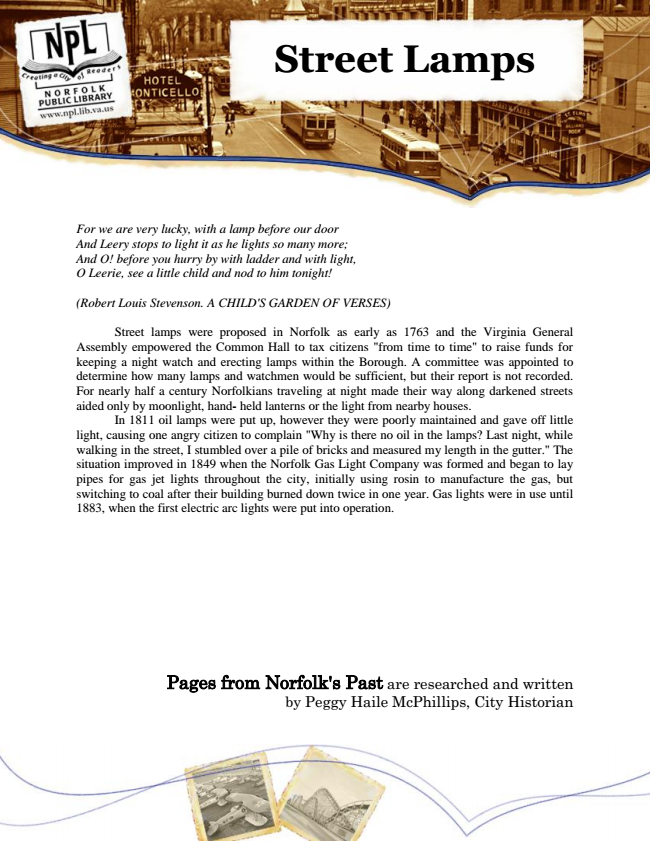 NPL
Creating a City of Readers
NORFOLK
PUBLIC LIBRARY
www.npl.lib.va.us
HOTEL
MONTICELLO
MONTICELLO
Street Lamps
For we are very lucky, with a lamp before our door
And Leery stops to light it as he lights so many more;
And O! before you hurry by with ladder and with light,
O Leerie, see a little child and nod to him tonight!
(Robert Louis Stevenson. A CHILD'S GARDEN OF VERSES)
Street lamps were proposed in Norfolk as early as 1763 and the Virginia General
Assembly empowered the Common Hall to tax citizens "from time to time" to raise funds for
keeping a night watch and erecting lamps within the Borough. A committee was appointed to
determine how many lamps and watchmen would be sufficient, but their report is not recorded.
For nearly half a century Norfolkians traveling at night made their way along darkened streets
aided only by moonlight, hand- held lanterns or the light from nearby houses.
In 1811 oil lamps were put up, however they were poorly maintained and gave off little
light, causing one angry citizen to complain "Why is there no oil in the lamps? Last night, while
walking in the street, I stumbled over a pile of bricks and measured my length in the gutter." The
situation improved in 1849 when the Norfolk Gas Light Company was formed and began to lay
pipes for gas jet lights throughout the city, initially using rosin to manufacture the gas, but
switching to coal after their building burned down twice in one year. Gas lights were in use until
1883, when the first electric arc lights were put into operation.
Pages from Norfolk's Past are researched and written
by Peggy Haile McPhillips, City Historian